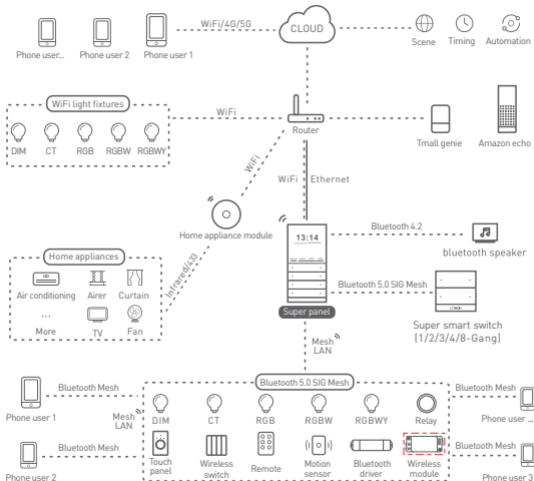 WiFi/4G/5G
CLOUD
Phone user...
Phone user 2
Phone user 1
Scene
Timing
Automation
WiFi light fixtures
DIM
CT
RGB
RGBW
RGBWY
WiFi
Router
Tmall genie
Amazon echo
WiFi
WiFi
Ethernet
Home appliance module
13:14
Bluetooth 4.2
bluetooth speaker
Home appliances
Air conditioning
Airer
Curtain
...
More
TV
Fan
Infrared/433
Bluetooth 5.0 SIG Mesh
Super panel
Super smart switch
(1/2/3/4/8-Gang)
Mesh
LAN
Bluetooth 5.0 SIG Mesh
Bluetooth Mesh
Phone user 1
Mesh
LAN
Bluetooth Mesh
Phone user 2
DIM
CT
RGB
RGBW
RGBWY
Relay
Touch
panel
Wireless
switch
Remote
Motion
sensor
Bluetooth
driver
Wireless
module
Bluetooth Mesh
Phone user ...
Bluetooth Mesh
Phone user 3